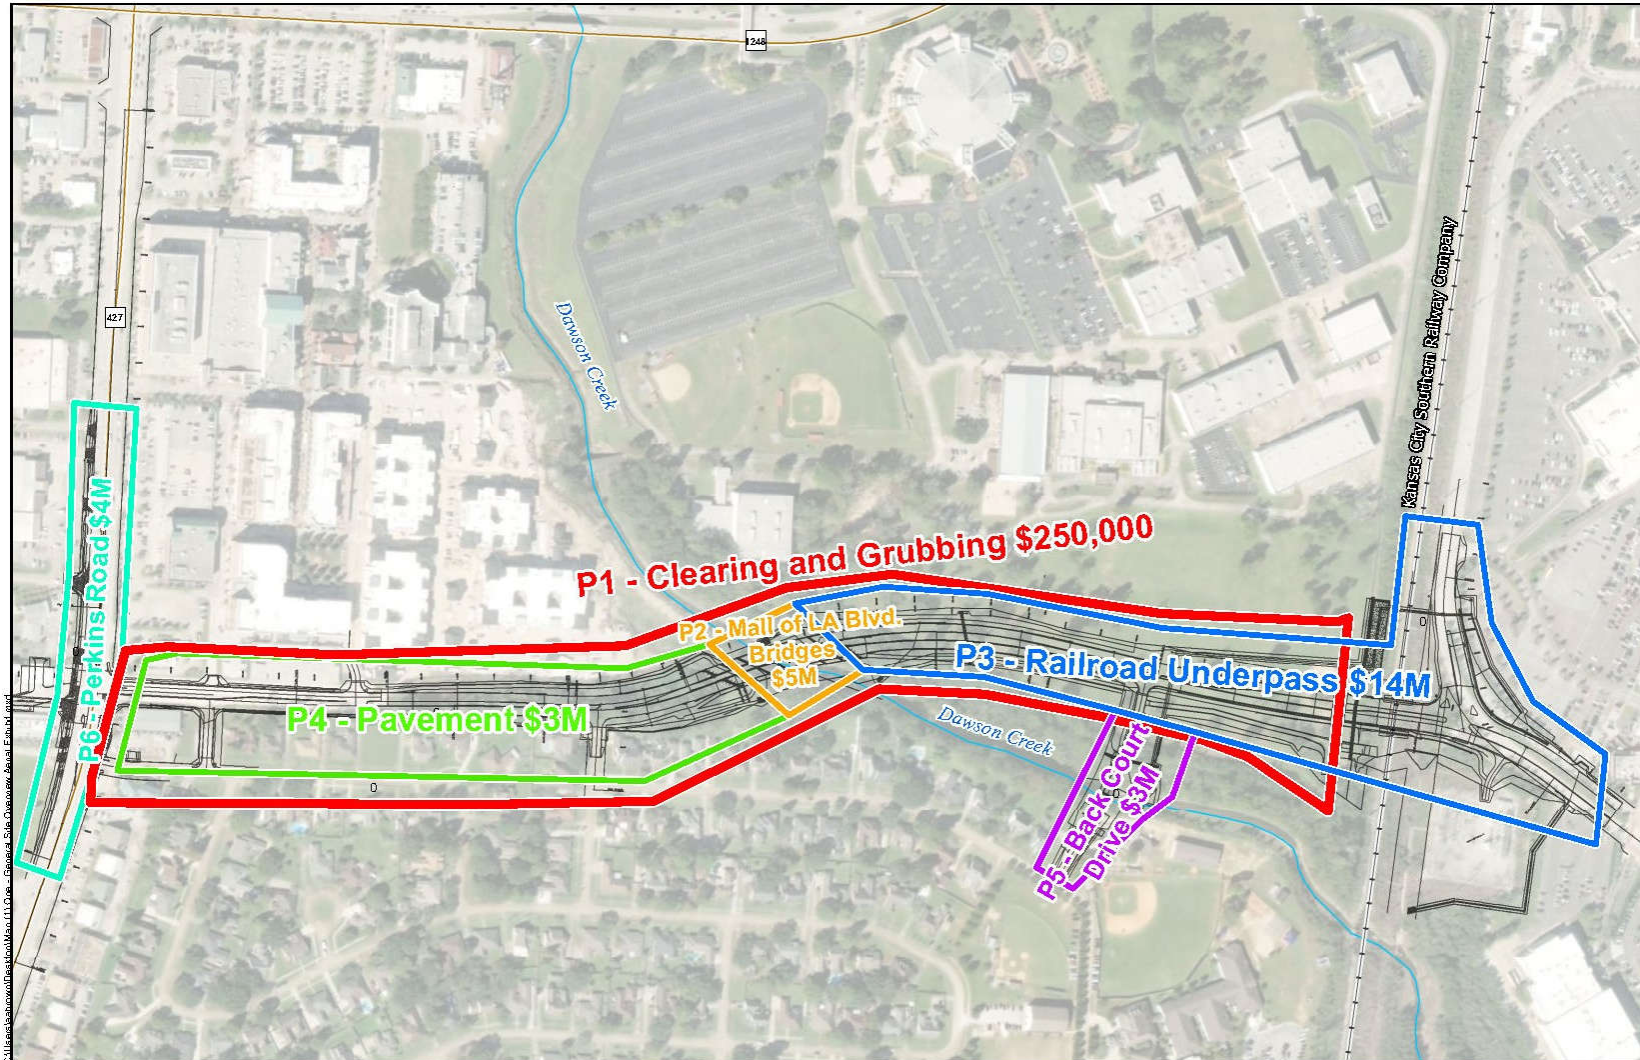 1248
427
Dawson Creek
Kansas City Southern Railway Company
P1 - Clearing and Grubbing $250,000
P2 - Mall of LA Blvd.
Bridges
$5M
P3 - Railroad Underpass $14M
P4 - Pavement $3M
P6 - Perkins Road $4M
Dawson Creek
P5 - Back Court
Drive $3M
0
0
0